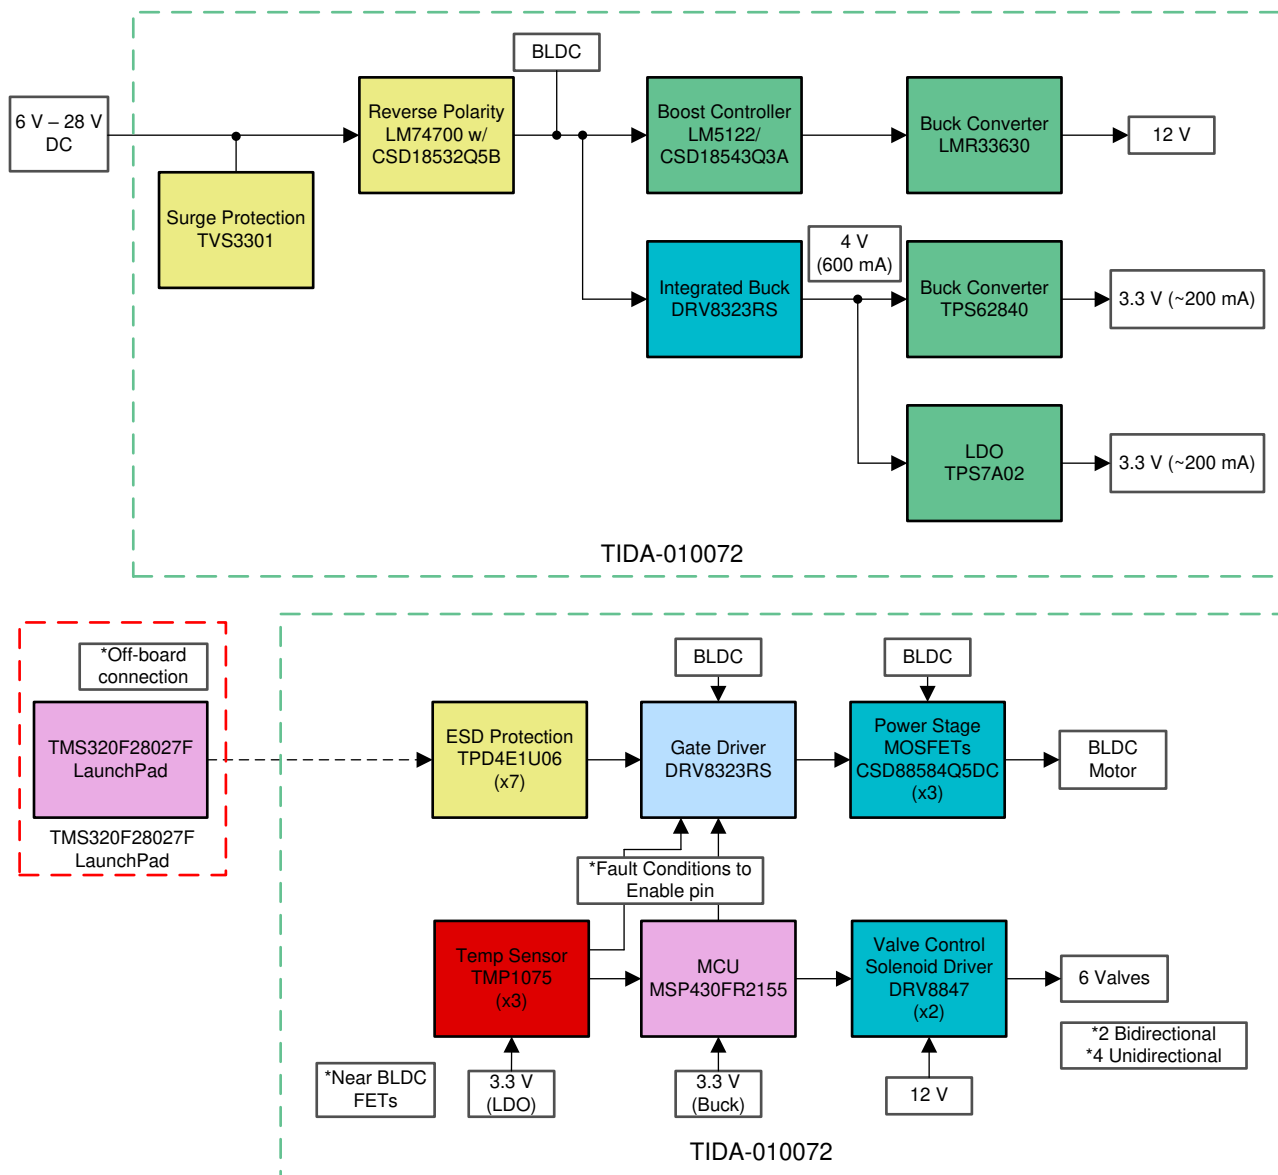 BLDC
6 V – 28 V
DC
Reverse Polarity
LM74700 w/
CSD18532Q5B
Boost Controller
LM5122/
CSD18543Q3A
Buck Converter
LMR33630
12 V
Surge Protection
TVS3301
4 V
(600 mA)
Integrated Buck
DRV8323RS
Buck Converter
TPS62840
3.3 V (~200 mA)
LDO
TPS7A02
3.3 V (~200 mA)
TIDA-010072
*Off-board
connection
TMS320F28027F
LaunchPad
TMS320F28027F
LaunchPad
BLDC
BLDC
ESD Protection
TPD4E1U06
(x7)
Gate Driver
DRV8323RS
Power Stage
MOSFETs
CSD88584Q5DC
(x3)
BLDC
Motor
*Fault Conditions to
Enable pin
Temp Sensor
TMP1075
(x3)
MCU
MSP430FR2155
Valve Control
Solenoid Driver
DRV8847
(x2)
6 Valves
*2 Bidirectional
*4 Unidirectional
*Near BLDC
FETs
3.3 V
(LDO)
3.3 V
(Buck)
12 V
TIDA-010072